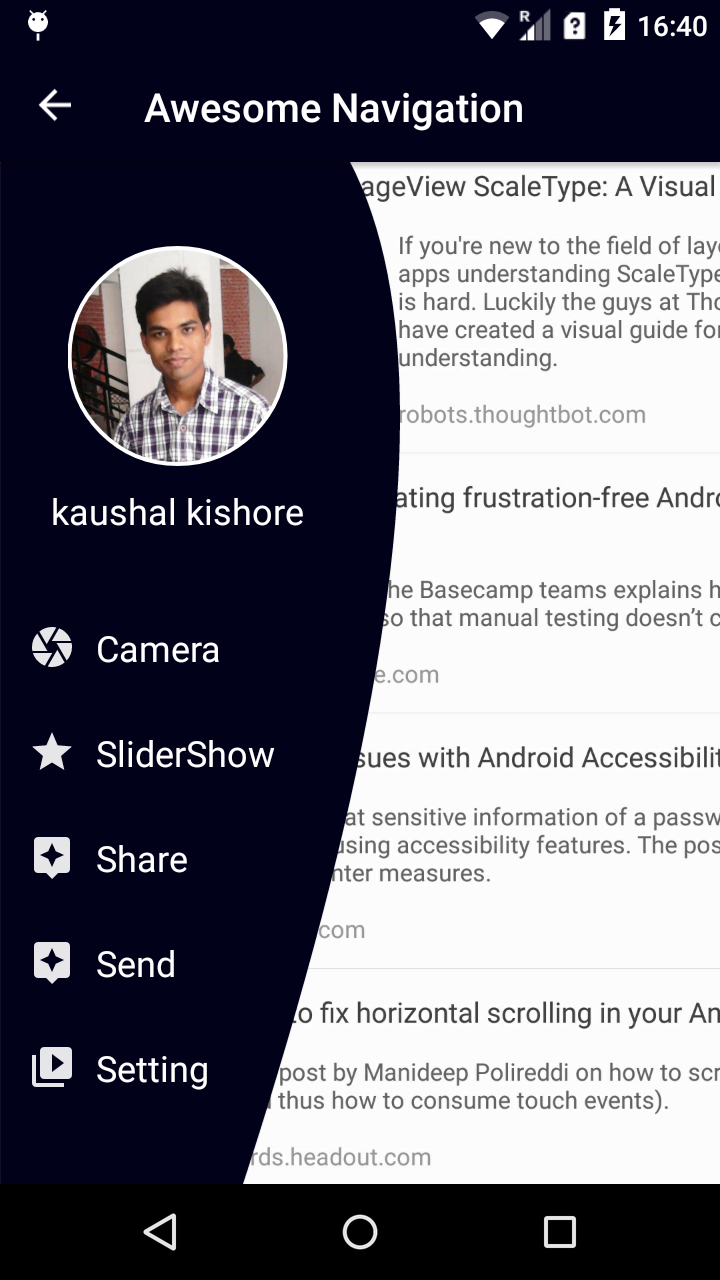 R
16:40
Awesome Navigation
kaushal kishore
Camera
SliderShow
Share
Send
Setting
ageView ScaleType: A Visual
If you're new to the field of lay
apps understanding ScaleType
is hard. Luckily the guys at Tho
have created a visual guide for
understanding.
robots.thoughtbot.com
ating frustration-free Andro
he Basecamp teams explains h
so that manual testing doesn’t c
e.com
sues with Android Accessibilit
at sensitive information of a passw
using accessibility features. The pos
nter measures.
com
to fix horizontal scrolling in your An
post by Manideep Polireddi on how to scr
thus how to consume touch events).
rds.headout.com